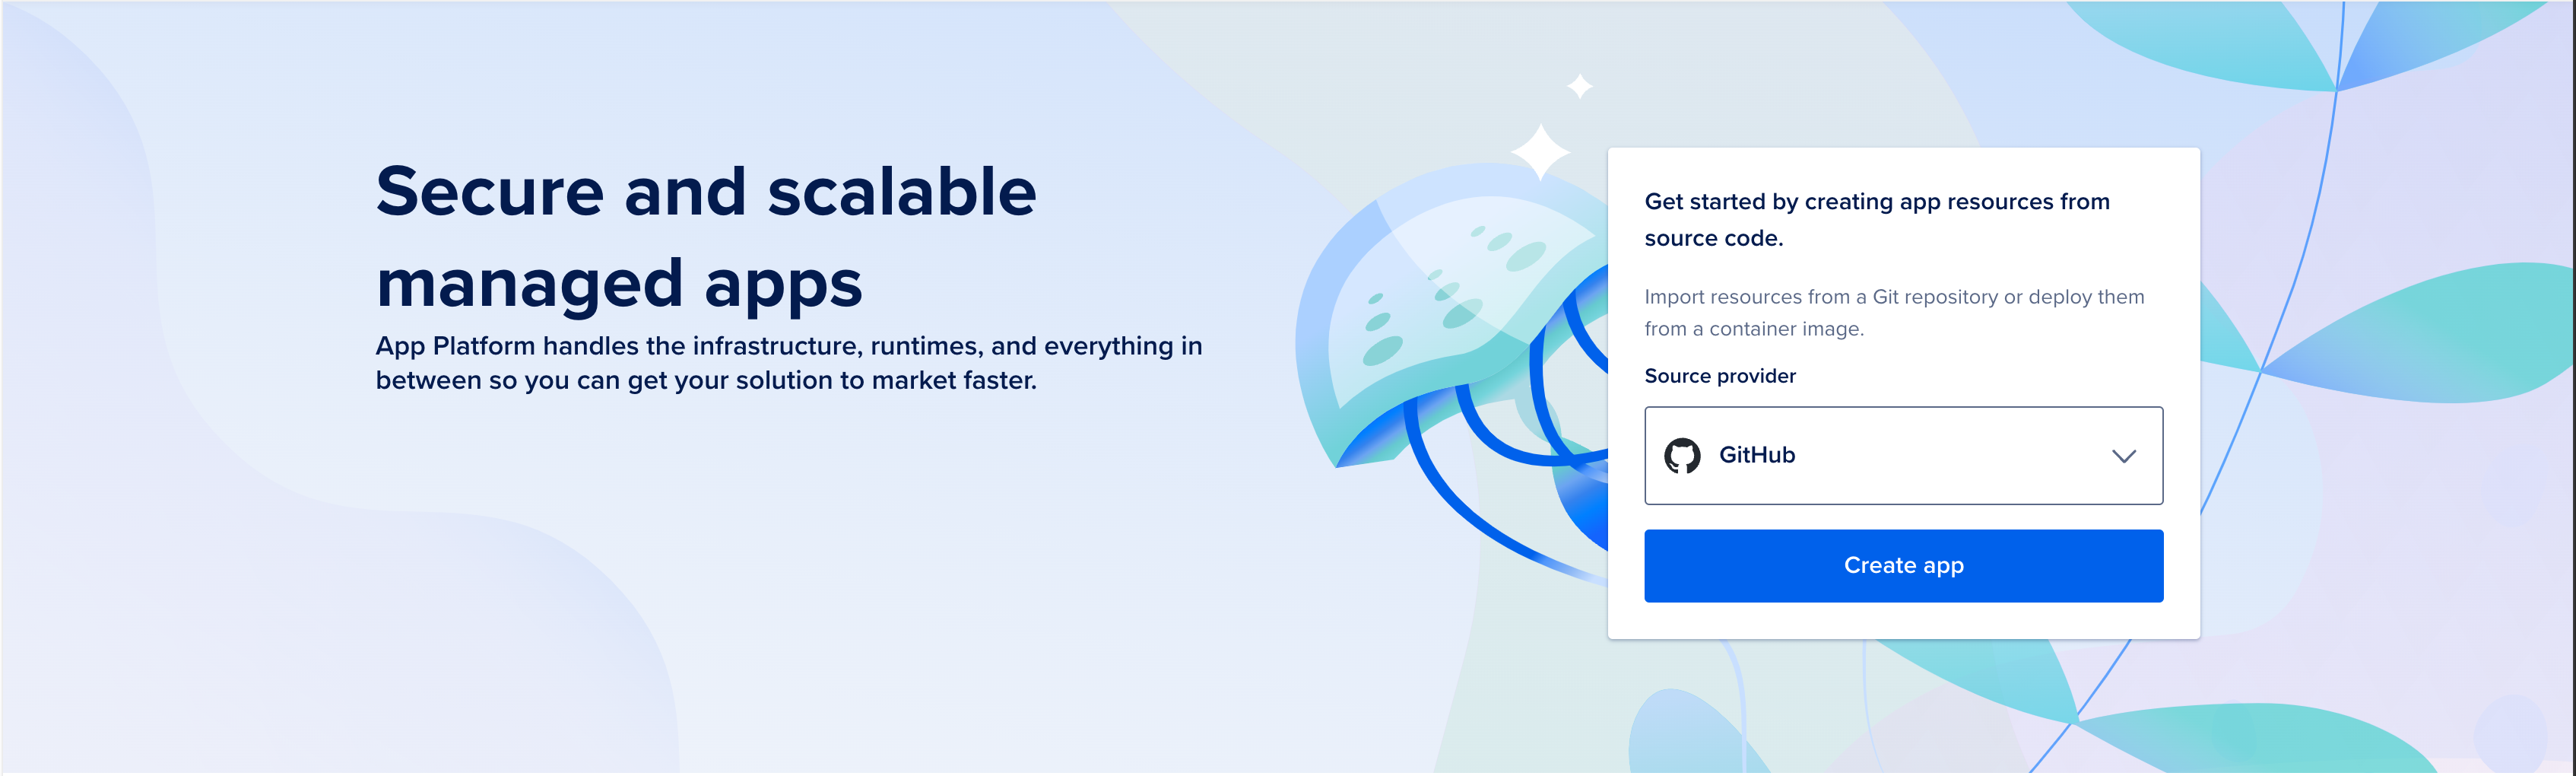 Secure and scalable
managed apps
App Platform handles the infrastructure, runtimes, and everything in
between so you can get your solution to market faster.
Get started by creating app resources from
source code.
Import resources from a Git repository or deploy them
from a container image.
Source provider
GitHub
Create app